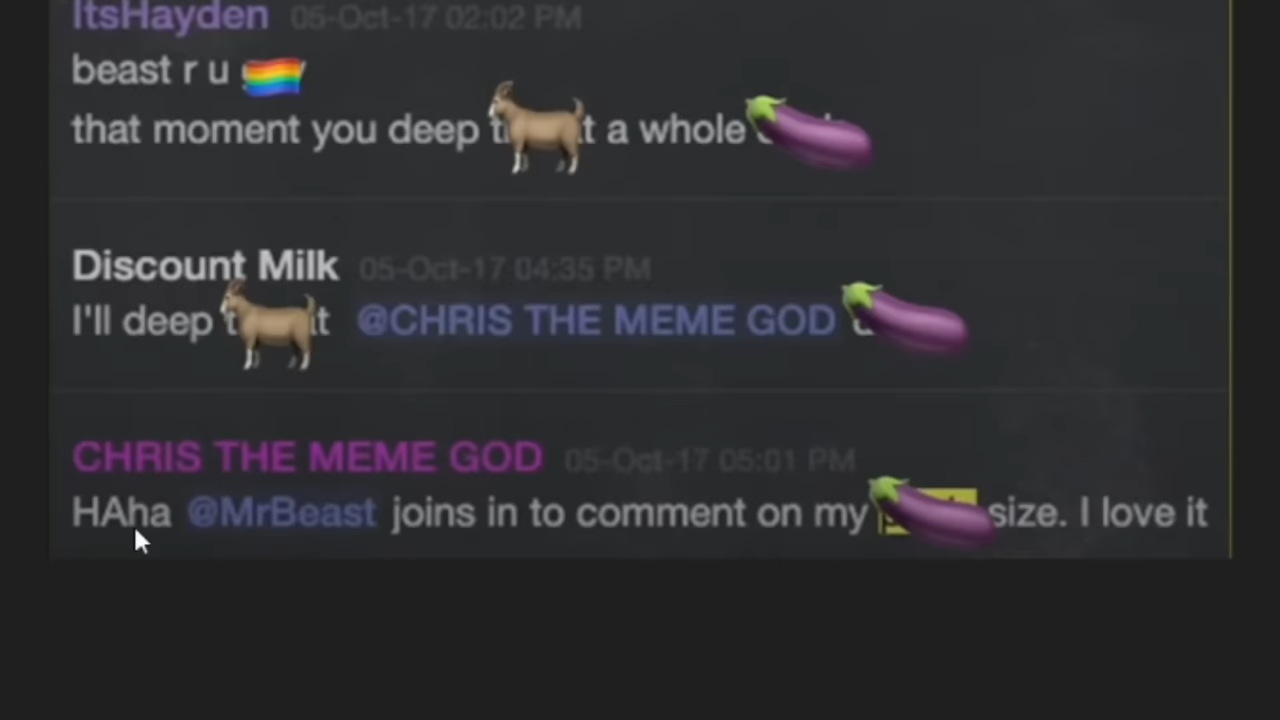 ItsHayden 05-Oct-17 02:02 PM
beast r u
that moment you deep a whole
Discount Milk 05-Oct-17 04:35 PM
I'll deep @CHRIS THE MEME GOD
CHRIS THE MEME GOD 05-Oct-17 05:01 PM
HAha @MrBeast joins in to comment on my size. I love it